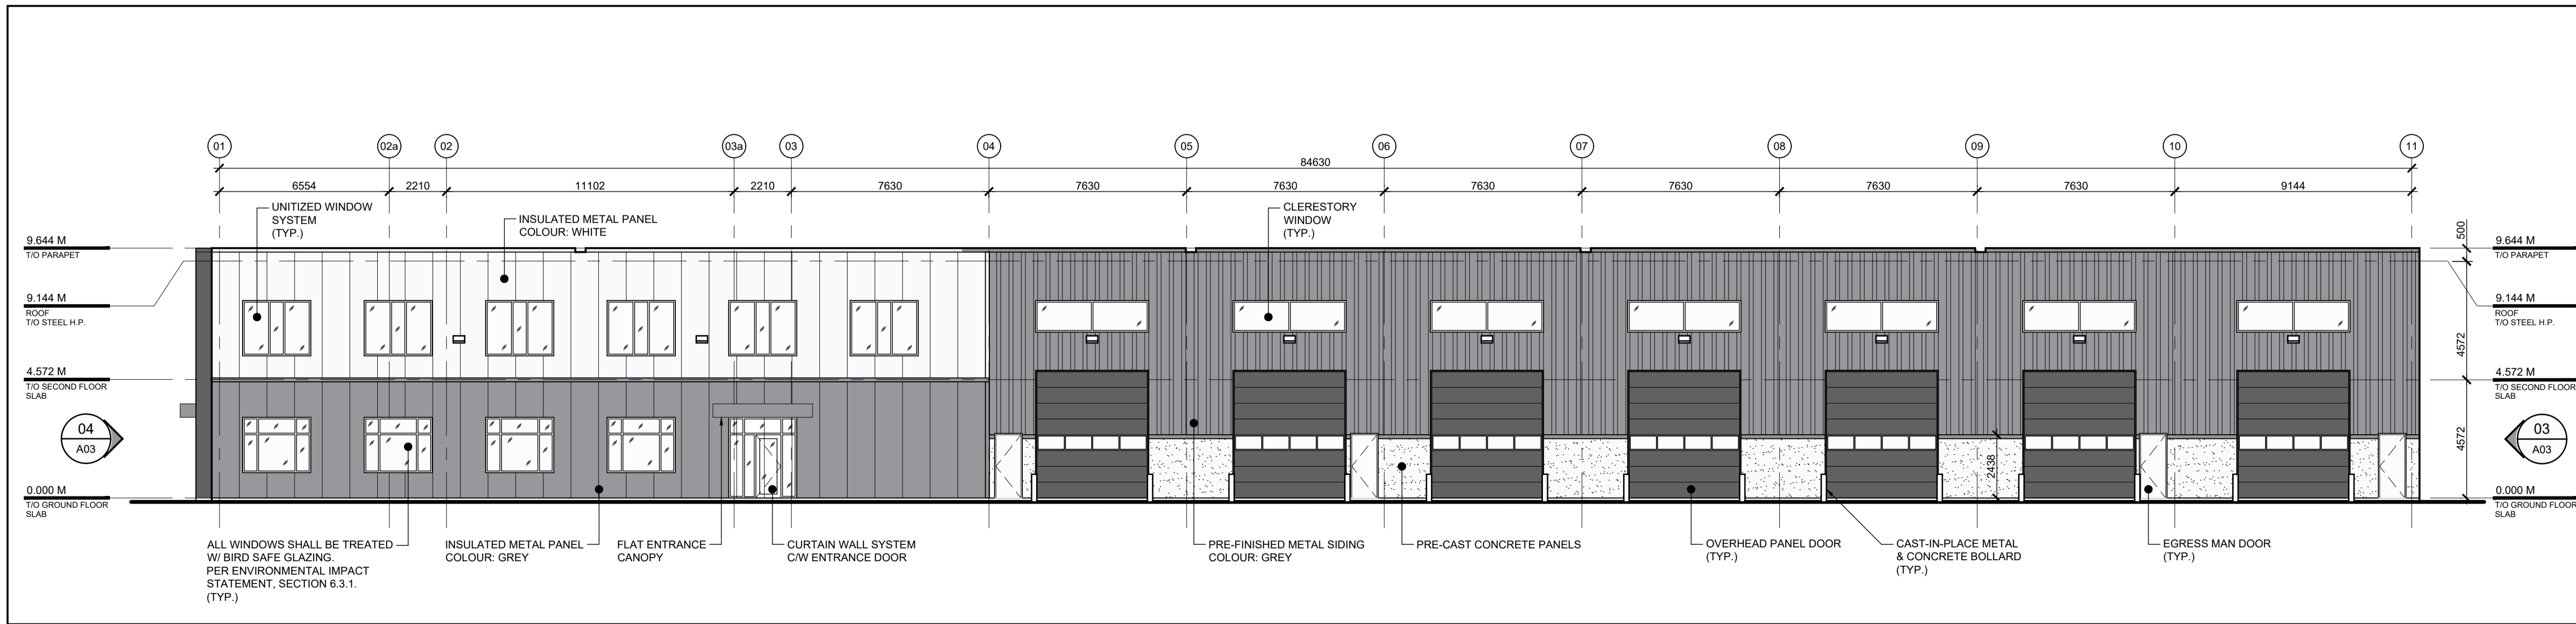 01
02a
02
03a
03
04
05
06
07
08
09
10
11
84630
6554
2210
11102
2210
7630
7630
7630
7630
7630
7630
7630
9144
UNITIZED WINDOW
SYSTEM
(TYP.)
INSULATED METAL PANEL
COLOUR: WHITE
CLERESTORY
WINDOW
(TYP.)
9.644 M
T/O PARAPET
9.144 M
ROOF
T/O STEEL H.P.
4.572 M
T/O SECOND FLOOR
SLAB
04
A03
0.000 M
T/O GROUND FLOOR
SLAB
500
4572
4572
2438
9.644 M
T/O PARAPET
9.144 M
ROOF
T/O STEEL H.P.
4.572 M
T/O SECOND FLOOR
SLAB
03
A03
0.000 M
T/O GROUND FLOOR
SLAB
ALL WINDOWS SHALL BE TREATED
W/ BIRD SAFE GLAZING.
PER ENVIRONMENTAL IMPACT
STATEMENT, SECTION 6.3.1.
(TYP.)
INSULATED METAL PANEL
COLOUR: GREY
FLAT ENTRANCE
CANOPY
CURTAIN WALL SYSTEM
C/W ENTRANCE DOOR
PRE-FINISHED METAL SIDING
COLOUR: GREY
PRE-CAST CONCRETE PANELS
OVERHEAD PANEL DOOR
(TYP.)
CAST-IN-PLACE METAL
& CONCRETE BOLLARD
(TYP.)
EGRESS MAN DOOR
(TYP.)